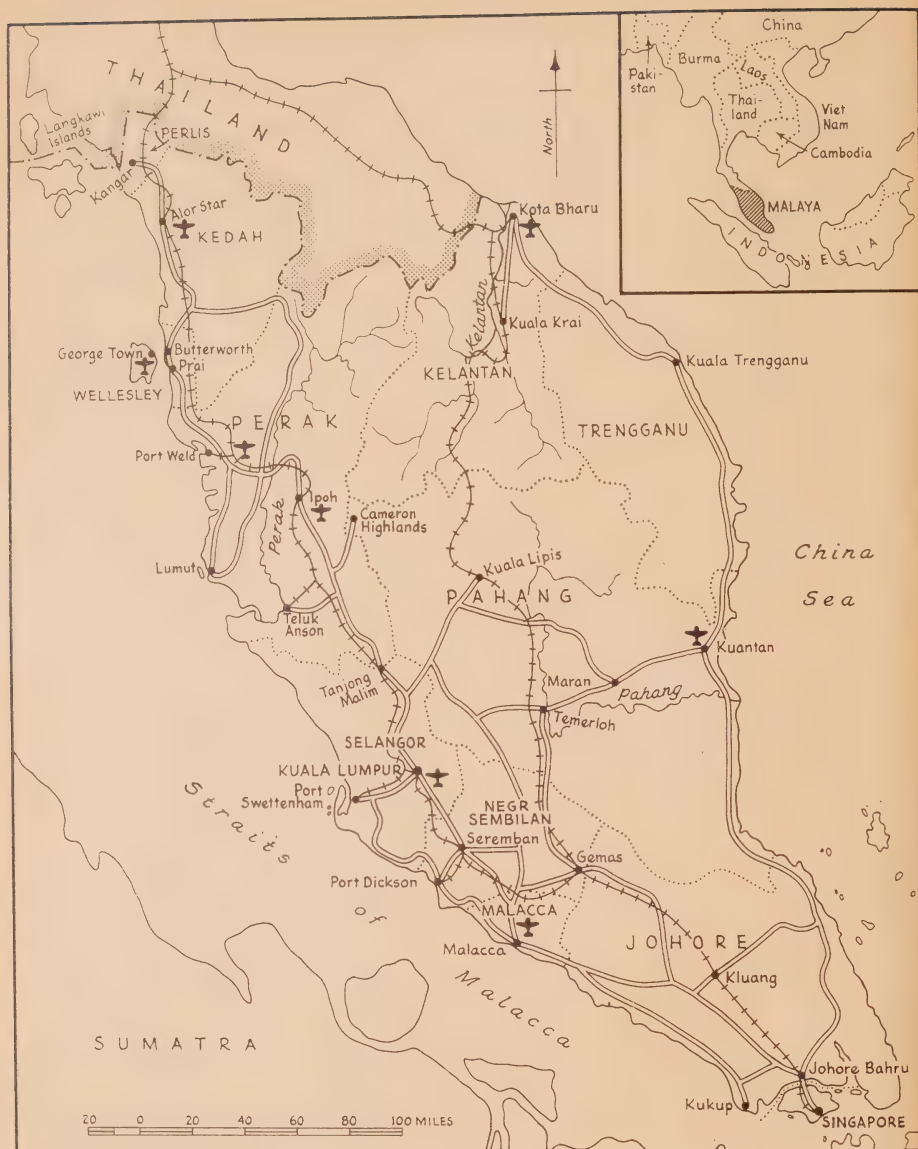 THAILAND
Langkawi
Islands
PERLIS
Kangar
Alor Star
KEDAH
George Town
Butterworth
Prai
WELLESLEY
PERAK
Port Weld
Ipoh
Perak
Cameron
Highlands
Lumut
Teluk
Anson
Tanjong
Malim
North
Kota Bharu
Kelantan
Kuala Krai
KELANTAN
Kuala Trengganu
TRENGGANU
China
Sea
Kuala Lipis
PAHANG
Kuantan
Maran
Pahang
Temerloh
SELANGOR
KUALA LUMPUR
Port
Swettenham
NEGR
SEMBILAN
Seremban
Gemas
Port Dickson
MALACCA
Malacca
JOHORE
Kluang
Johore Bahru
Kukup
SINGAPORE
Straits
of
Malacca
SUMATRA
20 0 20 40 60 80 100 MILES
China
Burma
Paki-
stan
Laos
Thai-
land
Viet
Nam
Cambodia
MALAYA
INDONESIA